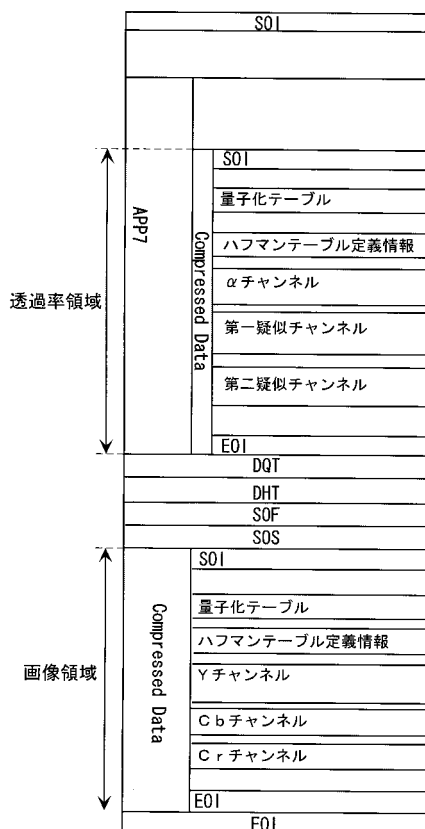 SOI
APP7
Compressed Data
透過率領域
SOI
量子化テーブル
ハフマンテーブル定義情報
αチャンネル
第一疑似チャンネル
第二疑似チャンネル
EOI
DQT
DHT
SOF
SOS
画像領域
Compressed Data
SOI
量子化テーブル
ハフマンテーブル定義情報
Yチャンネル
Cbチャンネル
Crチャンネル
EOI
EOI